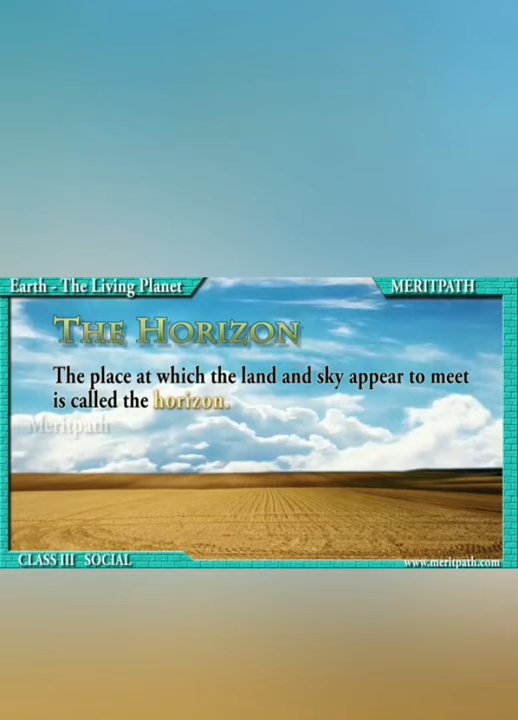 Earth - The Living Planet
MERITPATH
THE HORIZON
The place at which the land and sky appear to meet
is called the horizon.
Meritpath
CLASS III SOCIAL
www.meritpath.com